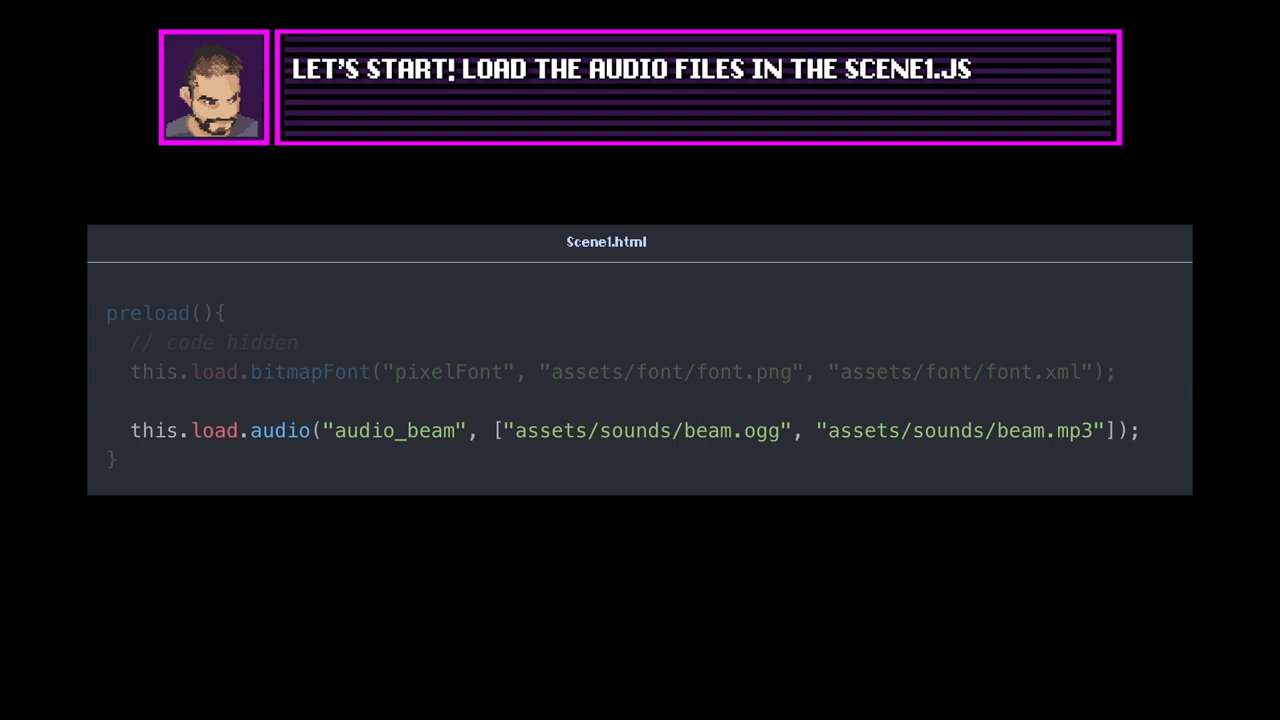 LET'S START! LOAD THE AUDIO FILES IN THE SCENE1.JS
Scene1.html
preload(){
// code hidden
this.load.bitmapFont("pixelFont", "assets/font/font.png", "assets/font/font.xml");
this.load.audio("audio_beam", ["assets/sounds/beam.ogg", "assets/sounds/beam.mp3"]);
}